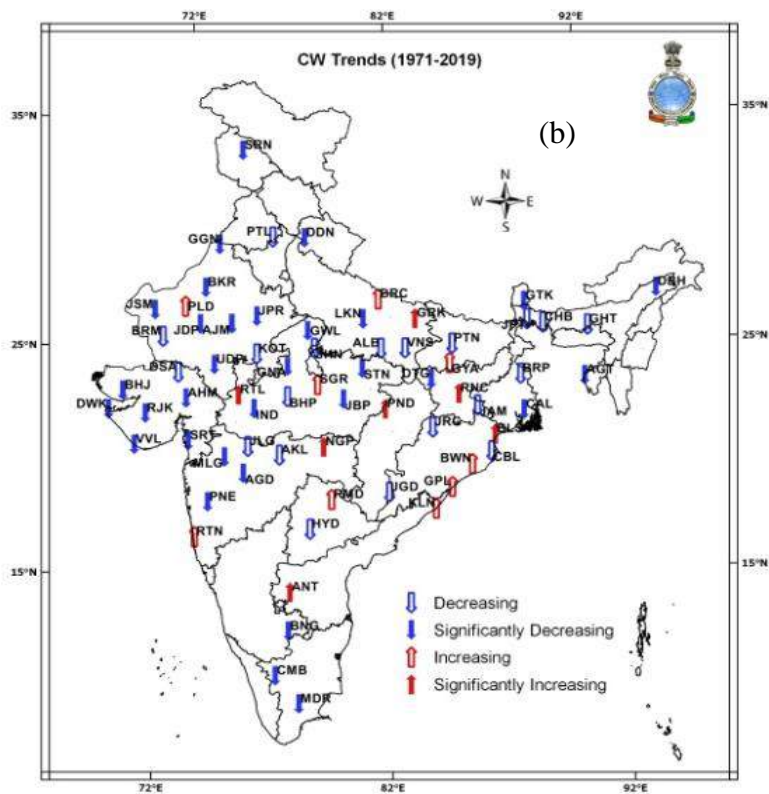 72°E 82°E 92°E
CW Trends (1971-2019)
(b)
35°N 35°N
N
W E
S
SRN
PTL DDN
GGN
BKR
JSM PLD
BRC
GTK
DBH
JPR LKN GRK
CHB
GHT
BRM JDP AJM
GWL
ALB VNS PTN
25°N 25°N
KOT
DSA
GNA
STN
GYA
BRP AGT
BHJ
RTL SGR
DTG
RNC
DWK RJK AHM
IND BHP JBP PND
JAM CAL
JRG
VVL SRT
JLG AKL NGP
CBL
MLG
BWN
AGD
GPL
PNE
RMD
JGD
KLN
RTN HYD
15°N 15°N
ANT
BNG
CMB
MDR
Decreasing
Significantly Decreasing
Increasing
Significantly Increasing
72°E 82°E 92°E